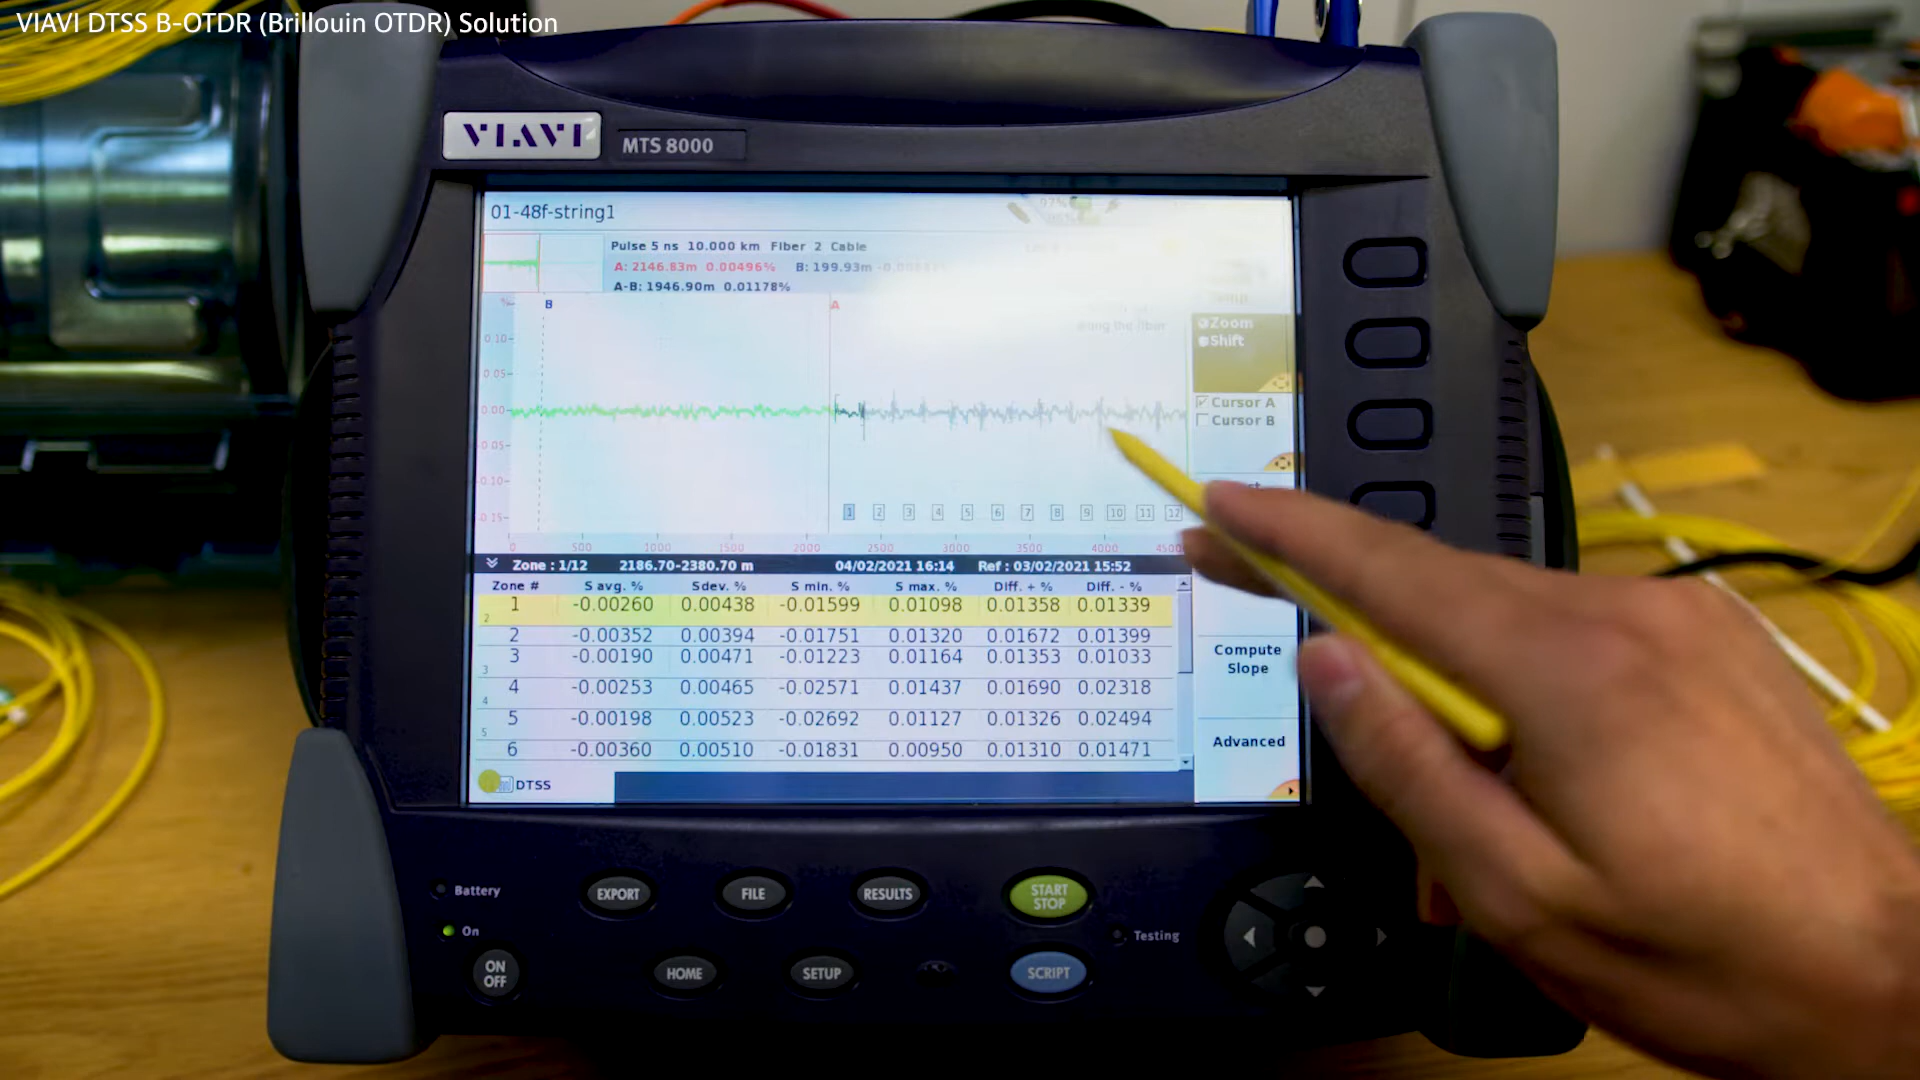 VIAVI DTSS B-OTDR (Brillouin OTDR) Solution
VIAVI
MTS 8000
01-48f-string1
97%
Pulse 5 ns 10.000 km Fiber 2 Cable
A: 2146.83m 0.00496% B: 199.93m
A-B: 1946.90m 0.01178%
% B A
along the fiber
Zoom
Shift
Cursor A
Cursor B
0.10
0.05
0.00
-0.05
-0.10
-0.15
1 2 3 4 5 6 7 8 9 10 11 12
0 500 1000 1500 2000 2500 3000 3500 4000 4500
Zone : 1/12 2186.70-2380.70 m 04/02/2021 16:14 Ref : 03/02/2021 15:52
Zone # S avg. % Sdev. % S min. % S max. % Diff. + % Diff. - %
1 -0.00260 0.00438 -0.01599 0.01098 0.01358 0.01339
2
2 -0.00352 0.00394 -0.01751 0.01320 0.01672 0.01399
3 -0.00190 0.00471 -0.01223 0.01164 0.01353 0.01033
3
4 -0.00253 0.00465 -0.02571 0.01437 0.01690 0.02318
4
5 -0.00198 0.00523 -0.02692 0.01127 0.01326 0.02494
5
6 -0.00360 0.00510 -0.01831 0.00950 0.01310 0.01471
Compute
Slope
Advanced
DTSS
Battery
On
ON
OFF
EXPORT
FILE
RESULTS
START
STOP
Testing
HOME
SETUP
SCRIPT